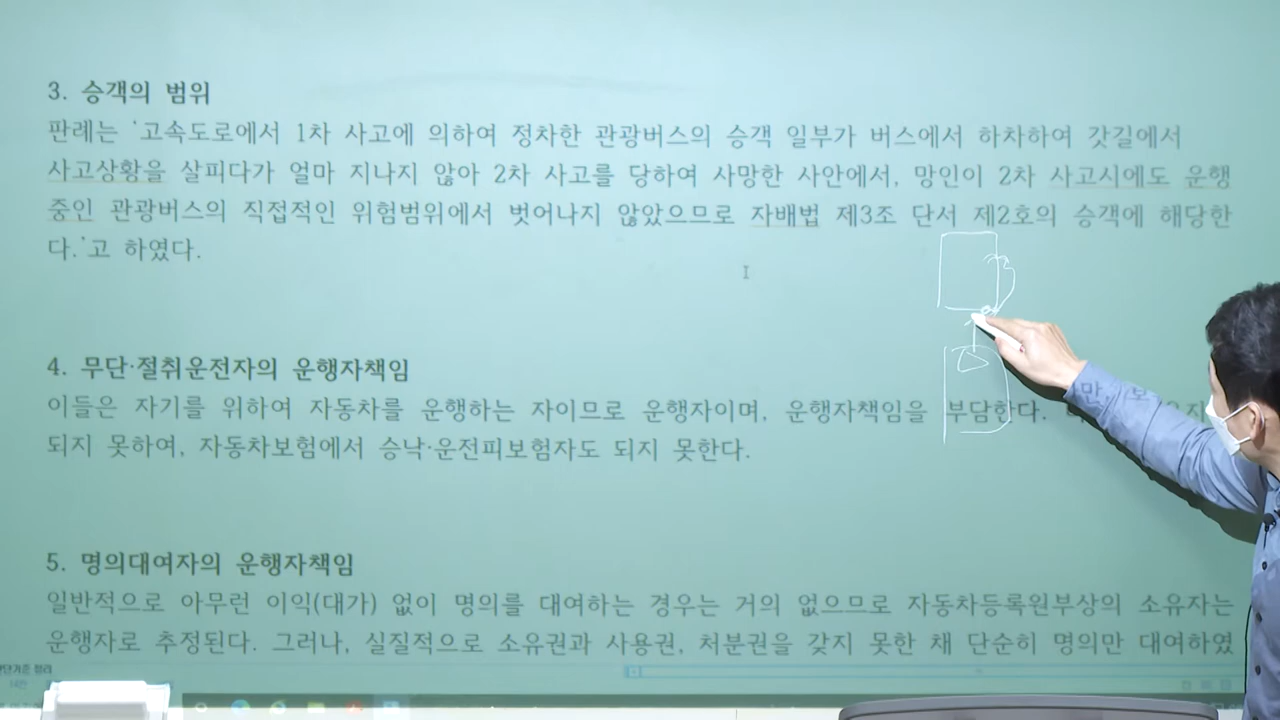 3. 승객의 범위
판례는 '고속도로에서 1차 사고에 의하여 정차한 관광버스의 승객 일부가 버스에서 하차하여 갓길에서
사고상황을 살피다가 얼마 지나지 않아 2차 사고를 당하여 사망한 사안에서, 망인이 2차 사고시에도 운행
중인 관광버스의 직접적인 위험범위에서 벗어나지 않았으므로 자배법 제3조 단서 제2호의 승객에 해당한
다.'고 하였다.
4. 무단·절취운전자의 운행자책임
이들은 자기를 위하여 자동차를 운행하는 자이므로 운행자이며, 운행자책임을 부담한다.
되지 못하여, 자동차보험에서 승낙·운전피보험자도 되지 못한다.
5. 명의대여자의 운행자책임
일반적으로 아무런 이익(대가) 없이 명의를 대여하는 경우는 거의 없으므로 자동차등록원부상의 소유자는
운행자로 추정된다. 그러나, 실질적으로 소유권과 사용권, 처분권을 갖지 못한 채 단순히 명의만 대여하였